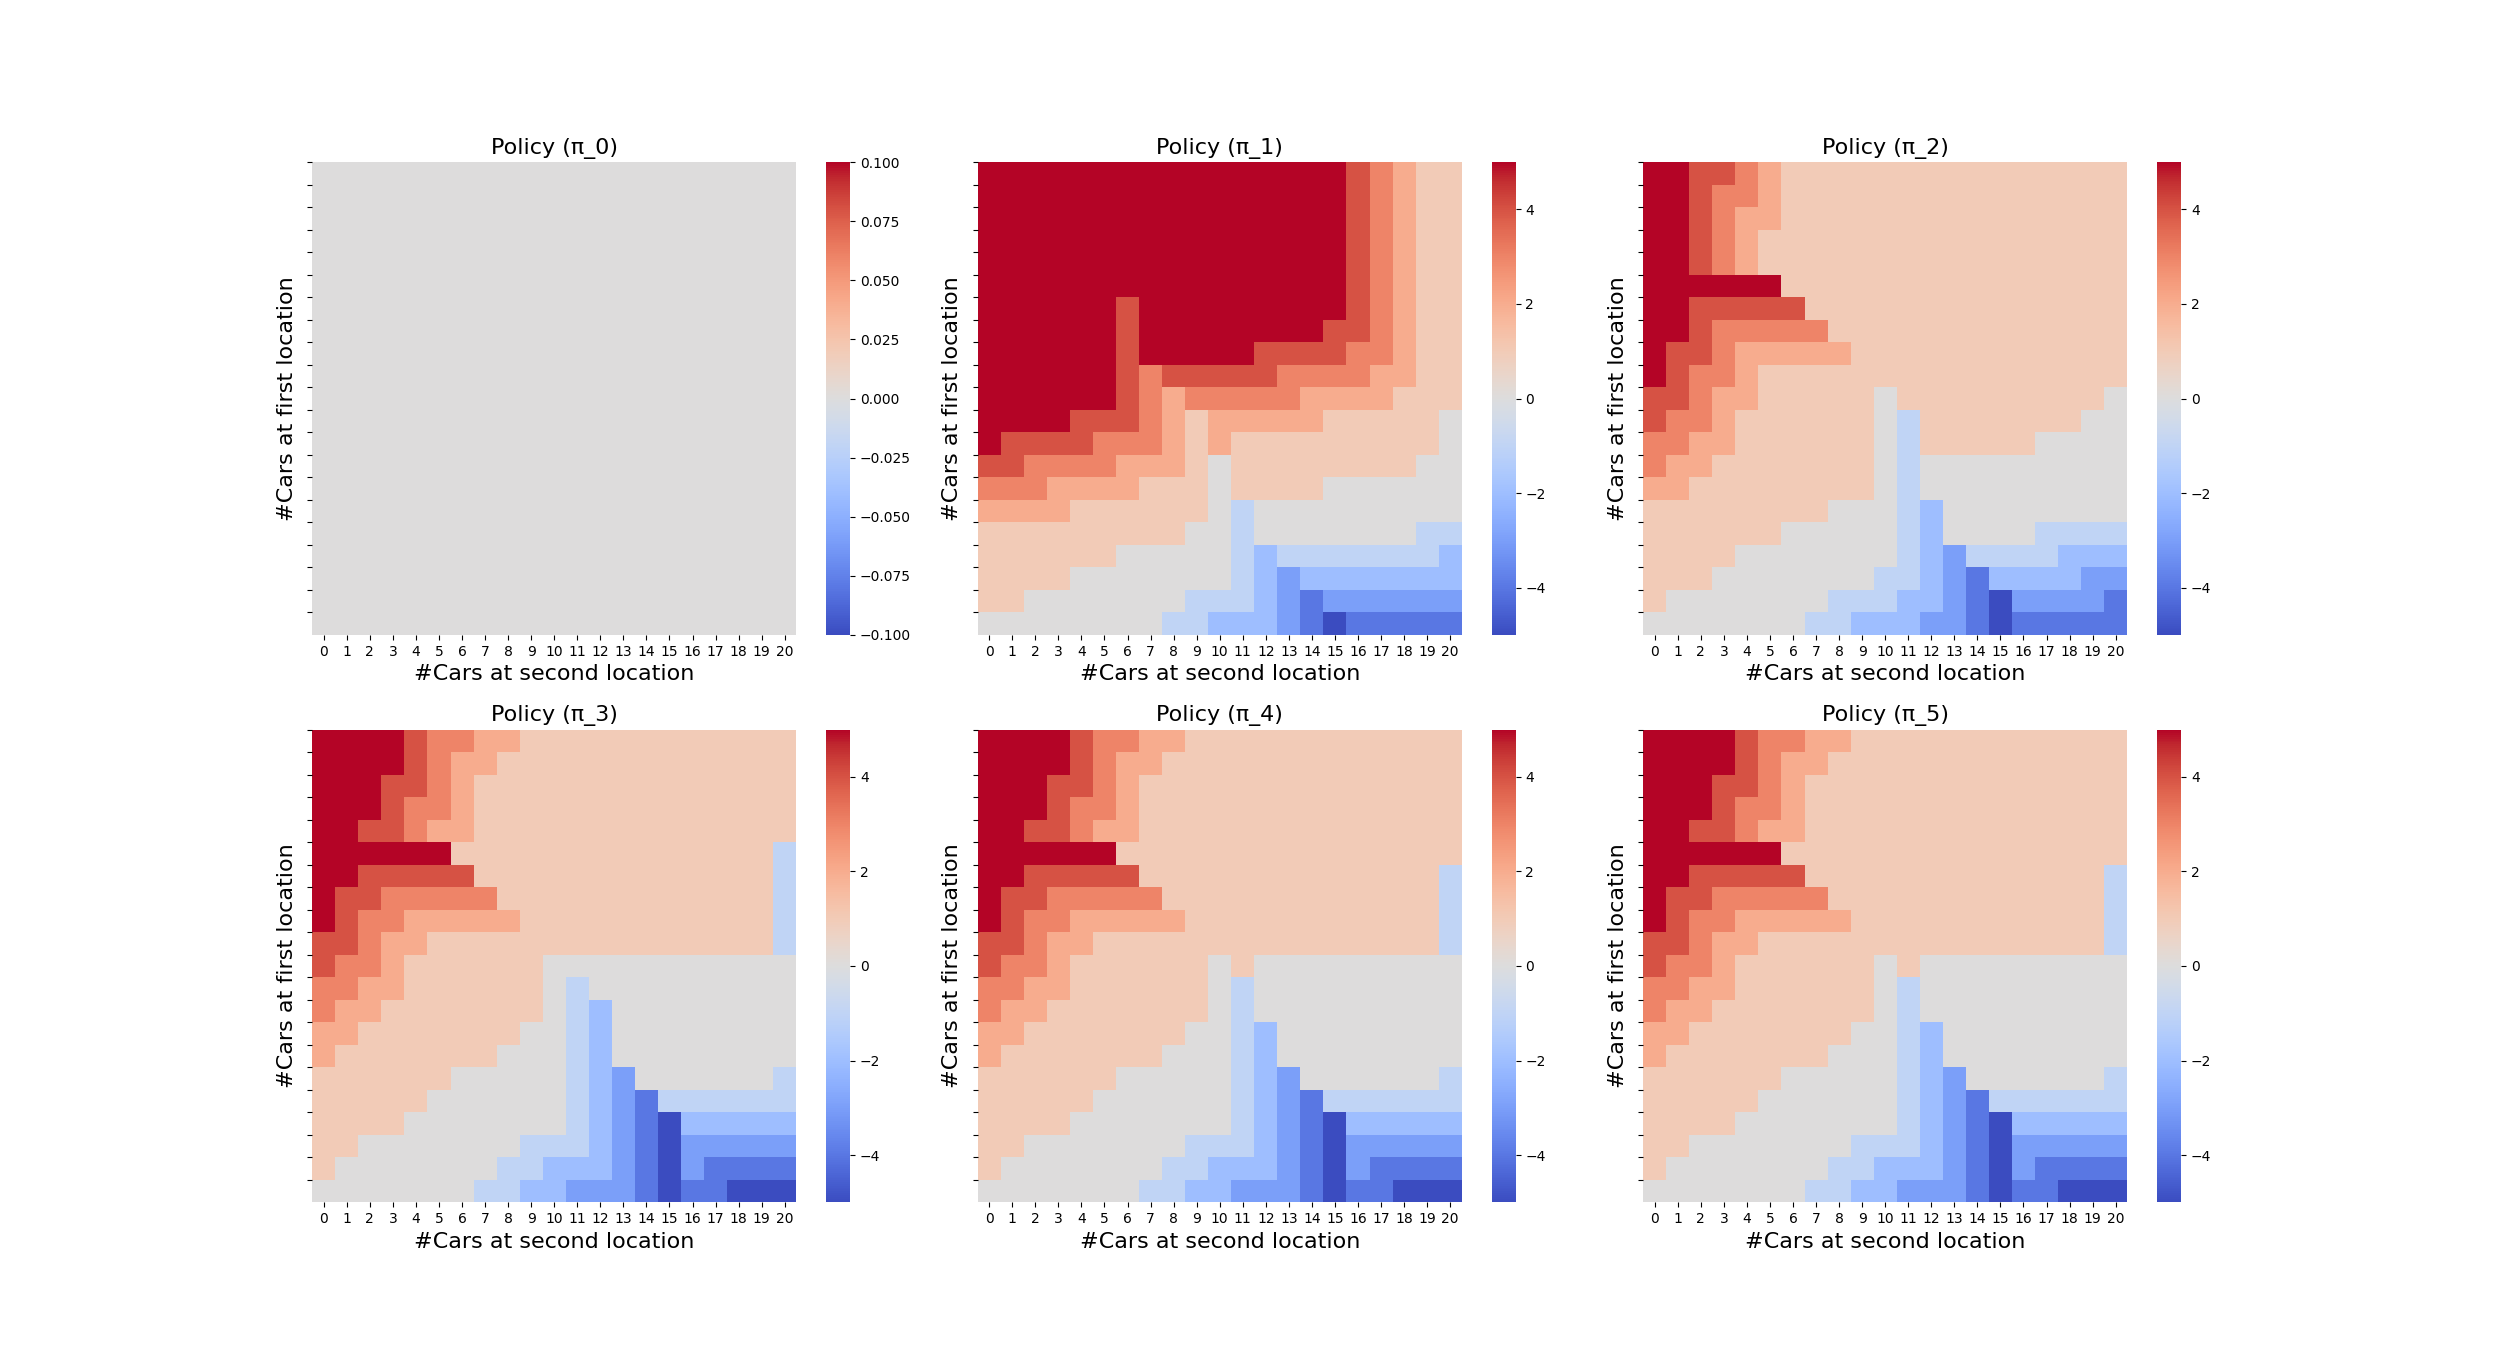 Policy (π_0)
#Cars at first location
0 1 2 3 4 5 6 7 8 9 10 11 12 13 14 15 16 17 18 19 20
#Cars at second location
0.100
0.075
0.050
0.025
0.000
−0.025
−0.050
−0.075
−0.100
Policy (π_1)
#Cars at first location
0 1 2 3 4 5 6 7 8 9 10 11 12 13 14 15 16 17 18 19 20
#Cars at second location
4
2
0
−2
−4
Policy (π_2)
#Cars at first location
0 1 2 3 4 5 6 7 8 9 10 11 12 13 14 15 16 17 18 19 20
#Cars at second location
4
2
0
−2
−4
Policy (π_3)
#Cars at first location
0 1 2 3 4 5 6 7 8 9 10 11 12 13 14 15 16 17 18 19 20
#Cars at second location
4
2
0
−2
−4
Policy (π_4)
#Cars at first location
0 1 2 3 4 5 6 7 8 9 10 11 12 13 14 15 16 17 18 19 20
#Cars at second location
4
2
0
−2
−4
Policy (π_5)
#Cars at first location
0 1 2 3 4 5 6 7 8 9 10 11 12 13 14 15 16 17 18 19 20
#Cars at second location
4
2
0
−2
−4